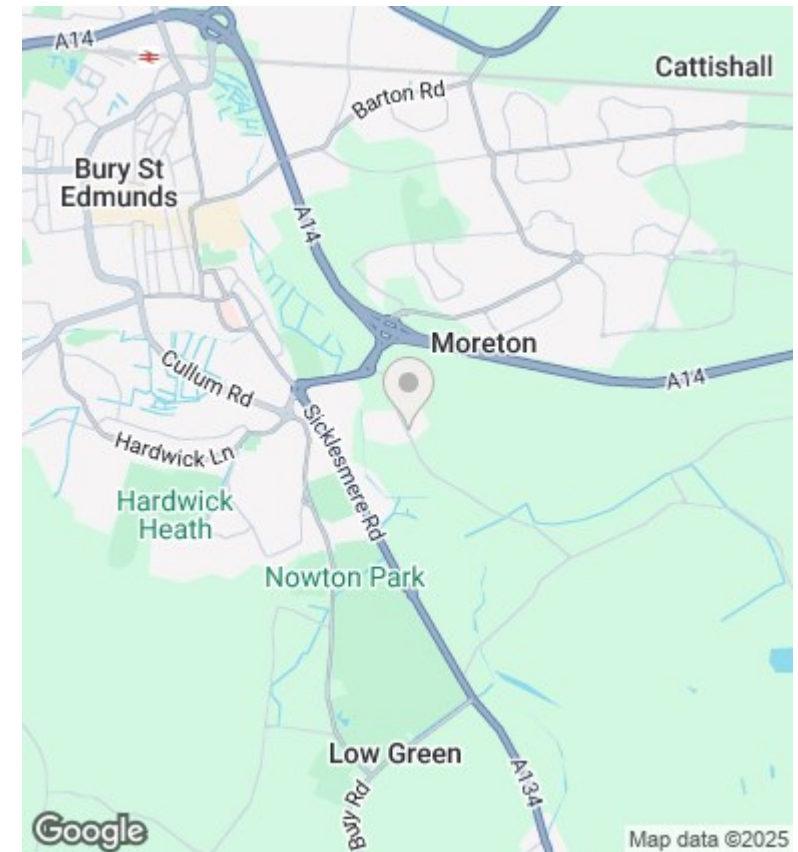 A14
Cattishall
Barton Rd
Bury St
Edmunds
A14
Moreton
A14
Cullum Rd
Sicklesmere Rd
Hardwick Ln
Hardwick
Heath
Nowton Park
Low Green
Bury Rd
A134
Google
Map data ©2025